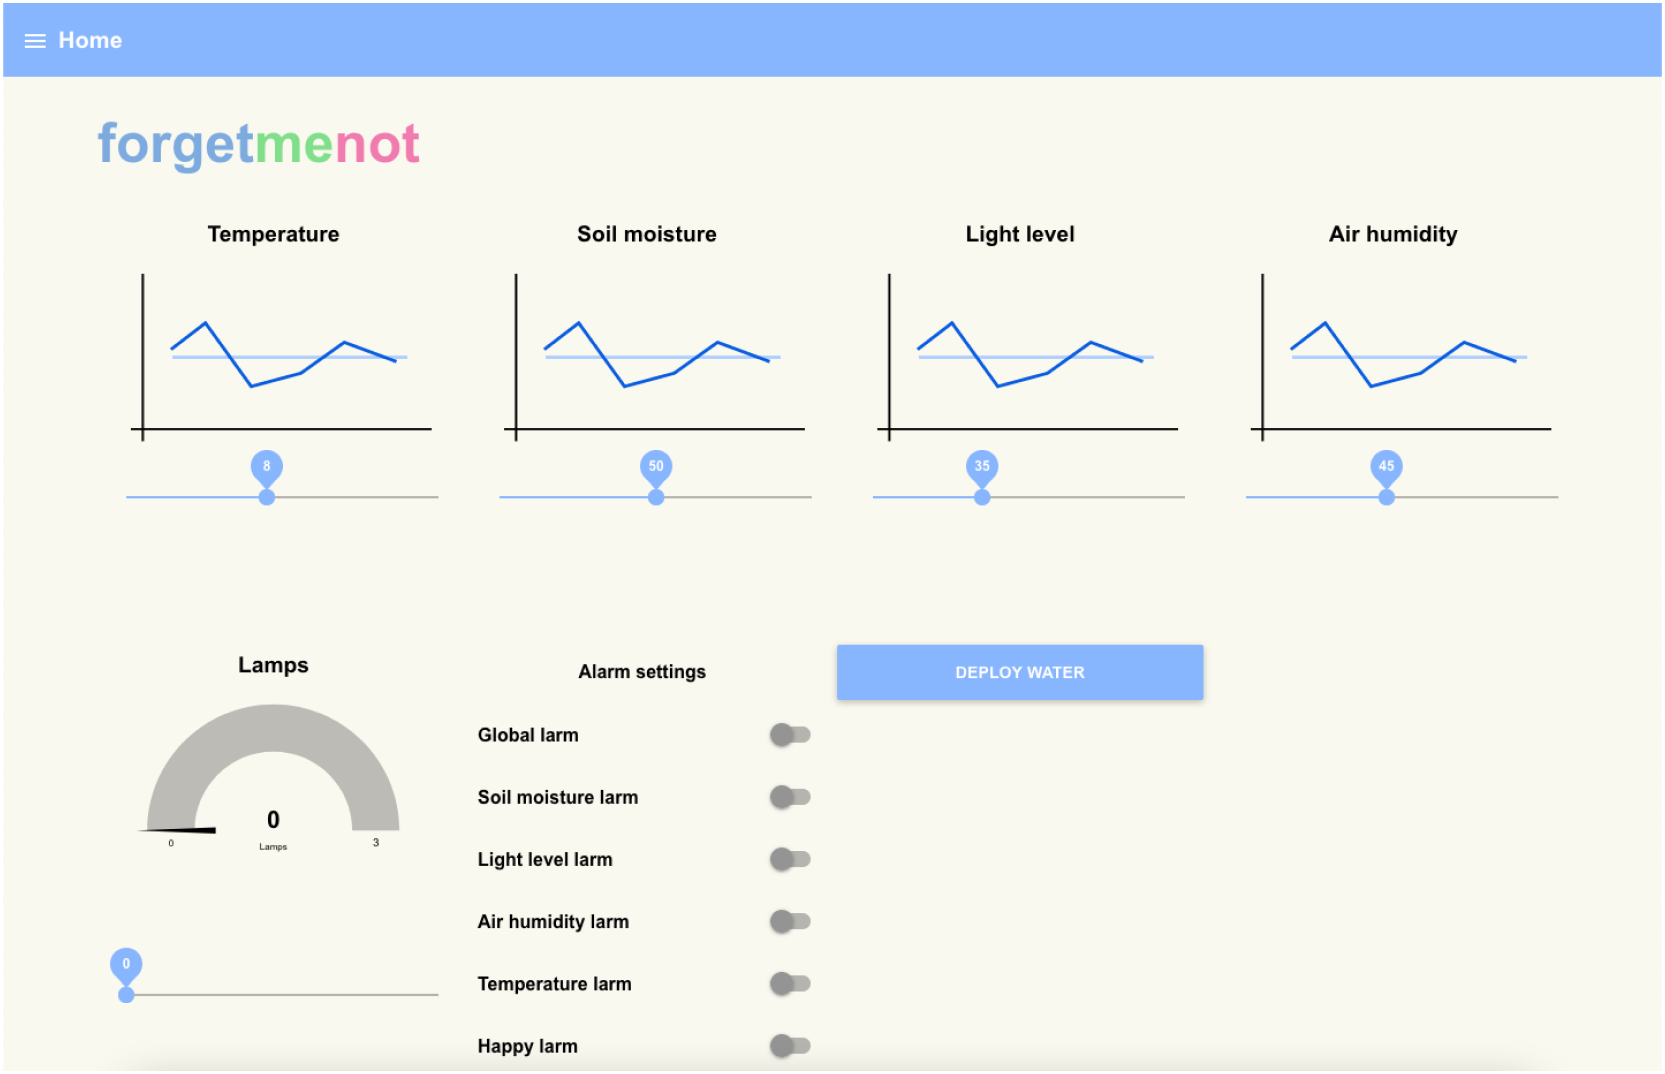 Home
forgetmenot
Temperature
Soil moisture
Light level
Air humidity
8
50
35
45
Lamps
0
Lamps
0
3
0
Alarm settings
Global larm
Soil moisture larm
Light level larm
Air humidity larm
Temperature larm
Happy larm
DEPLOY WATER